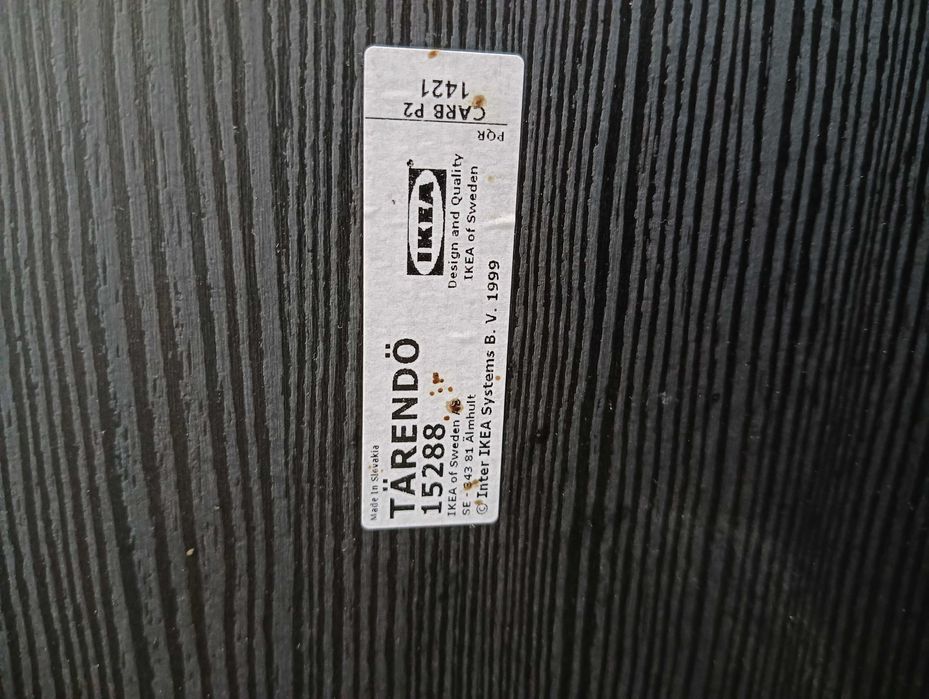 Made in Slovakia
TÄRENDÖ
15288
IKEA of Sweden AB
SE - 343 81 Älmhult
© Inter IKEA Systems B. V. 1999
IKEA®
Design and Quality
IKEA of Sweden
PQR
CARB P2
1421